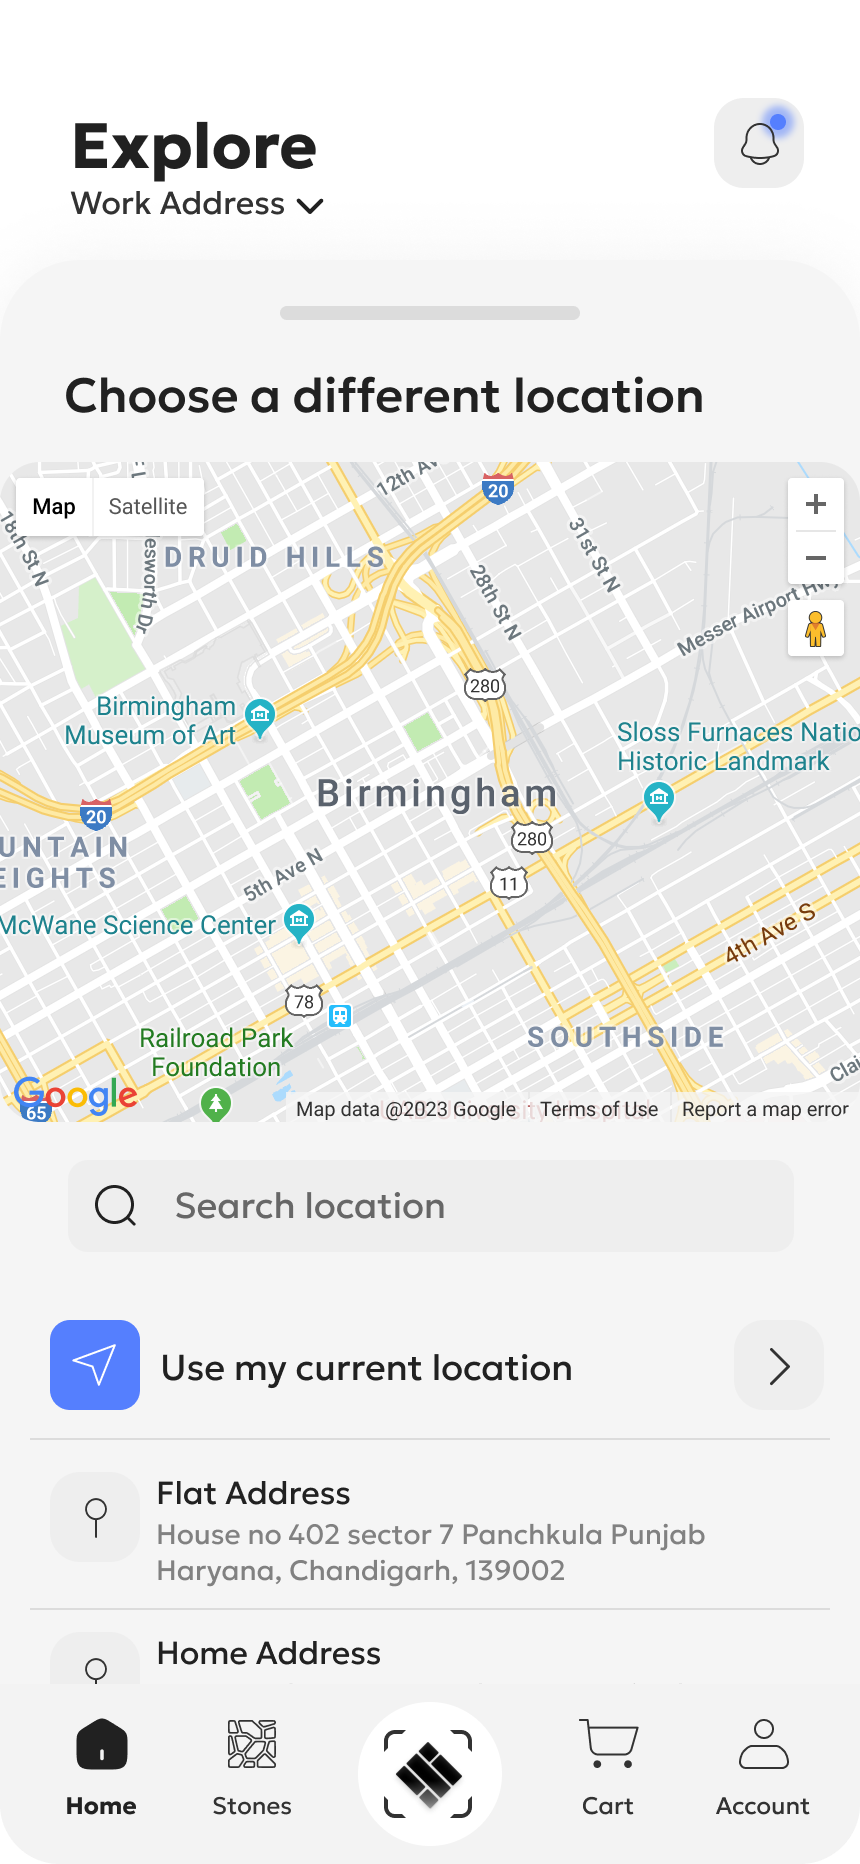 Explore
Work Address
Choose a different location
Map
Satellite
12th Av
20
18th St N
esworth Dr
DRUID HILLS
31st St N
28th St N
Messer Airport Hwy
280
Birmingham
Museum of Art
Sloss Furnaces Natio
Historic Landmark
Birmingham
20
280
UNTAIN
EIGHTS
5th Ave N
11
McWane Science Center
4th Ave S
78
Railroad Park
Foundation
SOUTHSIDE
Clai
Google
65
Map data @2023 Google
Terms of Use
Report a map error
Search location
Use my current location
Flat Address
House no 402 sector 7 Panchkula Punjab
Haryana, Chandigarh, 139002
Home Address
Home
Stones
Cart
Account